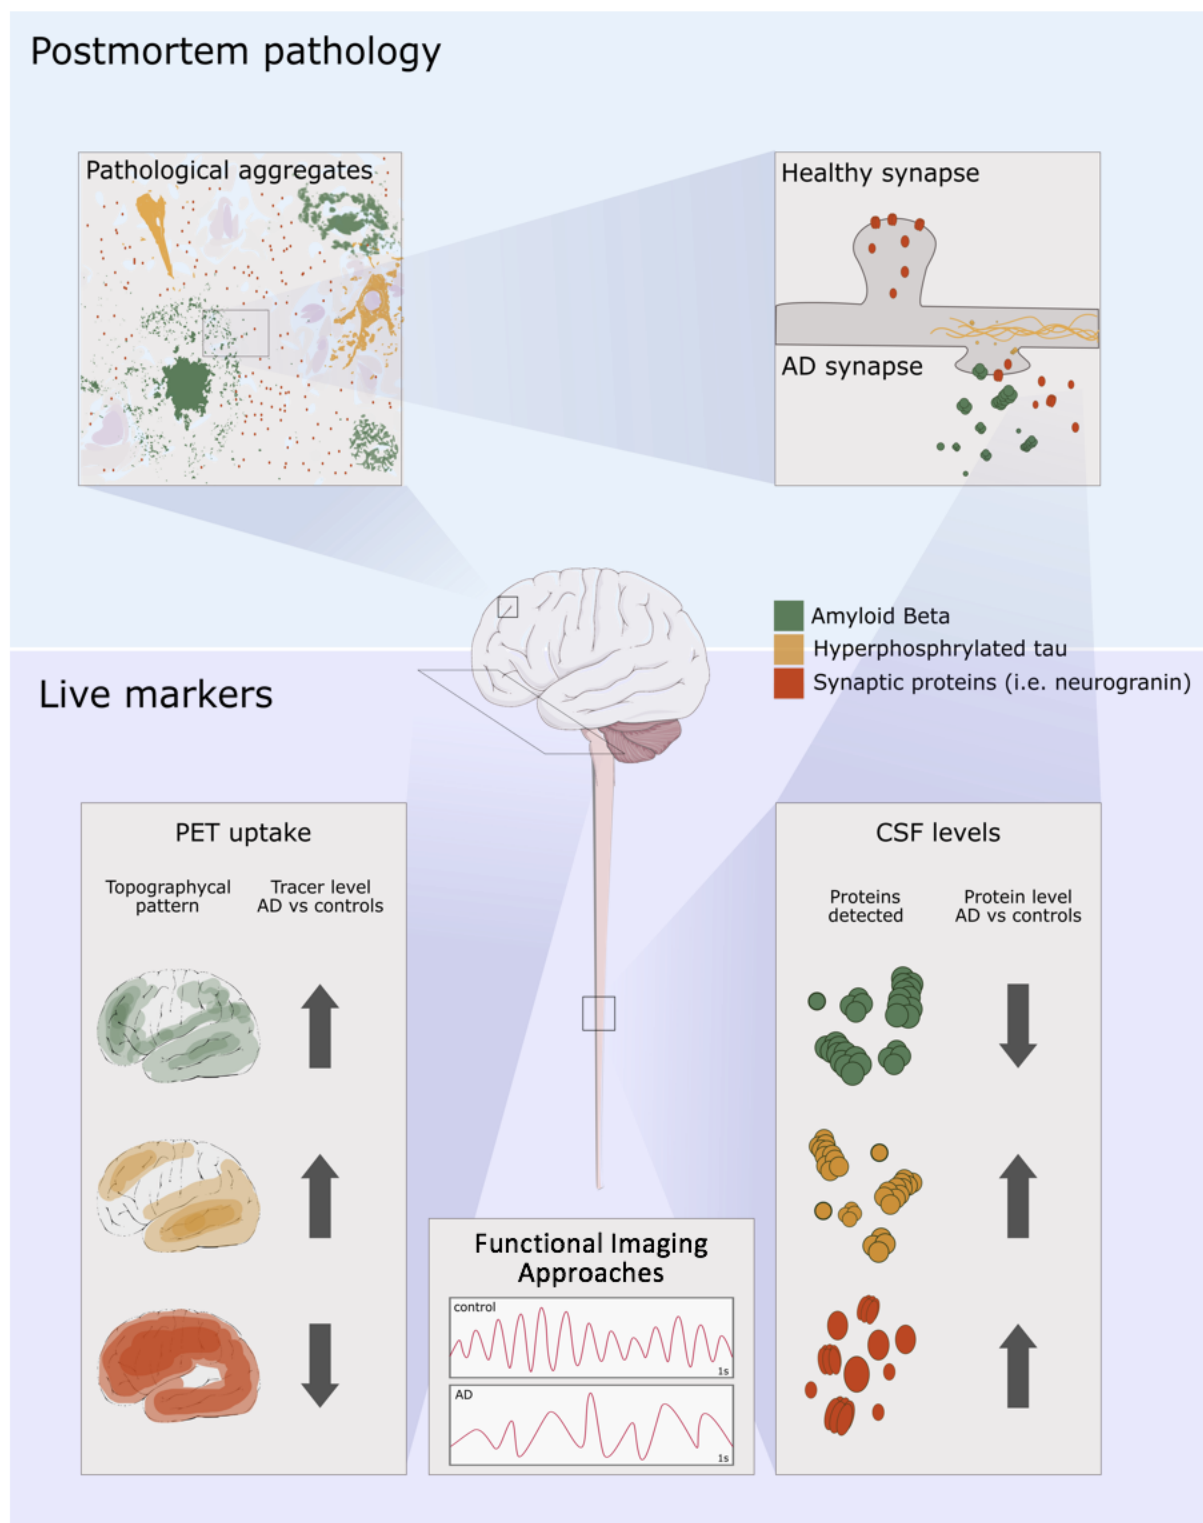 Postmortem pathology
Pathological aggregates
Healthy synapse
AD synapse
Amyloid Beta
Hyperphosphrylated tau
Synaptic proteins (i.e. neurogranin)
Live markers
PET uptake
Topographycal
pattern
Tracer level
AD vs controls
CSF levels
Proteins
detected
Protein level
AD vs controls
Functional Imaging
Approaches
control
1s
AD
1s